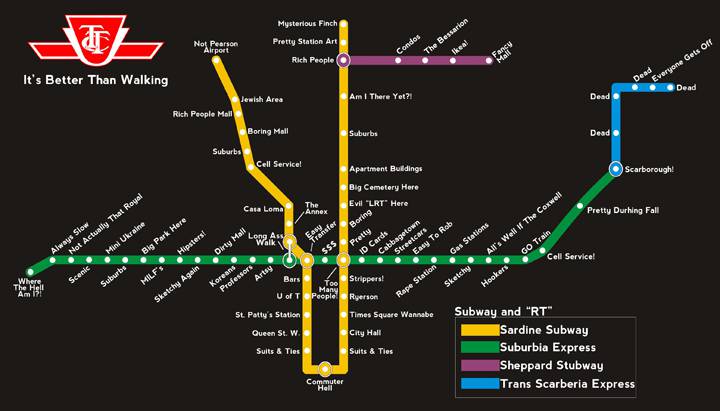 TTC
It's Better Than Walking
Not Pearson
Airport
Jewish Area
Rich People Mall
Boring Mall
Suburbs
Cell Service!
Casa Loma
The
Annex
Long Ass
Walk
Easy
Transfer
Mysterious Finch
Pretty Station Art
Rich People
Condos
The Bessarion
Ikea!
Fancy
Mall
Am I There Yet?!
Suburbs
Apartment Buildings
Big Cemetery Here
Evil "LRT" Here
Boring
Pretty
Dead
Everyone Gets Off
Dead
Dead
Dead
Scarborough!
Where
The Hell
Am I?!
Always Slow
Not Actually That Royal
Scenic
Mini Ukraine
Suburbs
Big Park Here
MILF's
Hipsters!
Sketchy Again
Dirty Mall
Koreans
Professors
Artsy
$$$
Too
Many
People!
ID Cards
Cabbagetown
Streetcars
Rape Station
Easy To Rob
Gas Stations
Sketchy
All's Well If The Coxwell
Hookers
GO Train
Cell Service!
Pretty Durhing Fall
Bars
U of T
St. Patty's Station
Queen St. W.
Suits & Ties
Commuter
Hell
Strippers!
Ryerson
Times Square Wannabe
City Hall
Suits & Ties
Subway and "RT"
Sardine Subway
Suburbia Express
Sheppard Stubway
Trans Scarberia Express